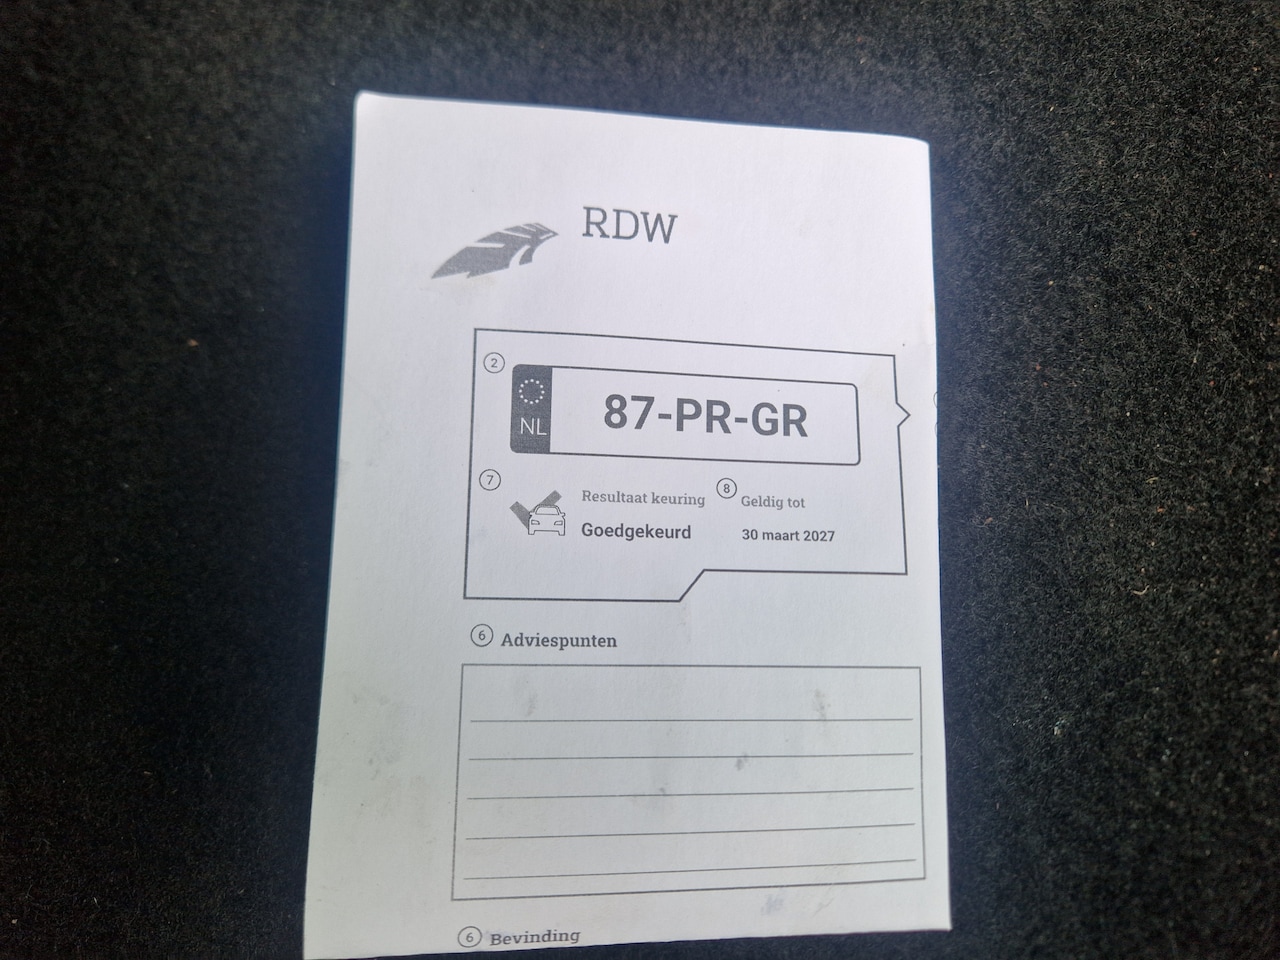 RDW
2
NL
87-PR-GR
7
Resultaat keuring
8
Geldig tot
Goedgekeurd
30 maart 2027
6 Adviespunten
6 Bevinding